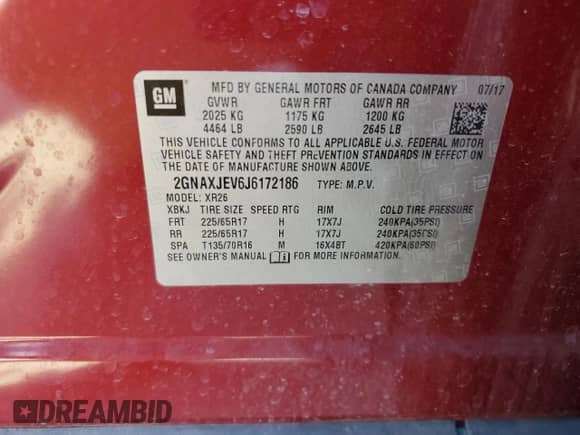 GM
MFD BY GENERAL MOTORS OF CANADA COMPANY 07/17
GVWR GAWR FRT GAWR RR
2025 KG 1175 KG 1200 KG
4464 LB 2590 LB 2645 LB
THIS VEHICLE CONFORMS TO ALL APPLICABLE U.S. FEDERAL MOTOR
VEHICLE SAFETY AND THEFT PREVENTION STANDARDS IN EFFECT ON
THE DATE OF MANUFACTURE SHOWN ABOVE.
2GNAXJEV6J6172186 TYPE: M.P.V.
MODEL: XR26
XBKJ TIRE SIZE SPEED RTG RIM COLD TIRE PRESSURE
FRT 225/65R17 H 17X7J 240KPA(35PSI)
RR 225/65R17 H 17X7J 240KPA(35PSI)
SPA T135/70R16 M 16X4BT 420KPA(60PSI)
SEE OWNER'S MANUAL FOR MORE INFORMATION.
DREAMBID